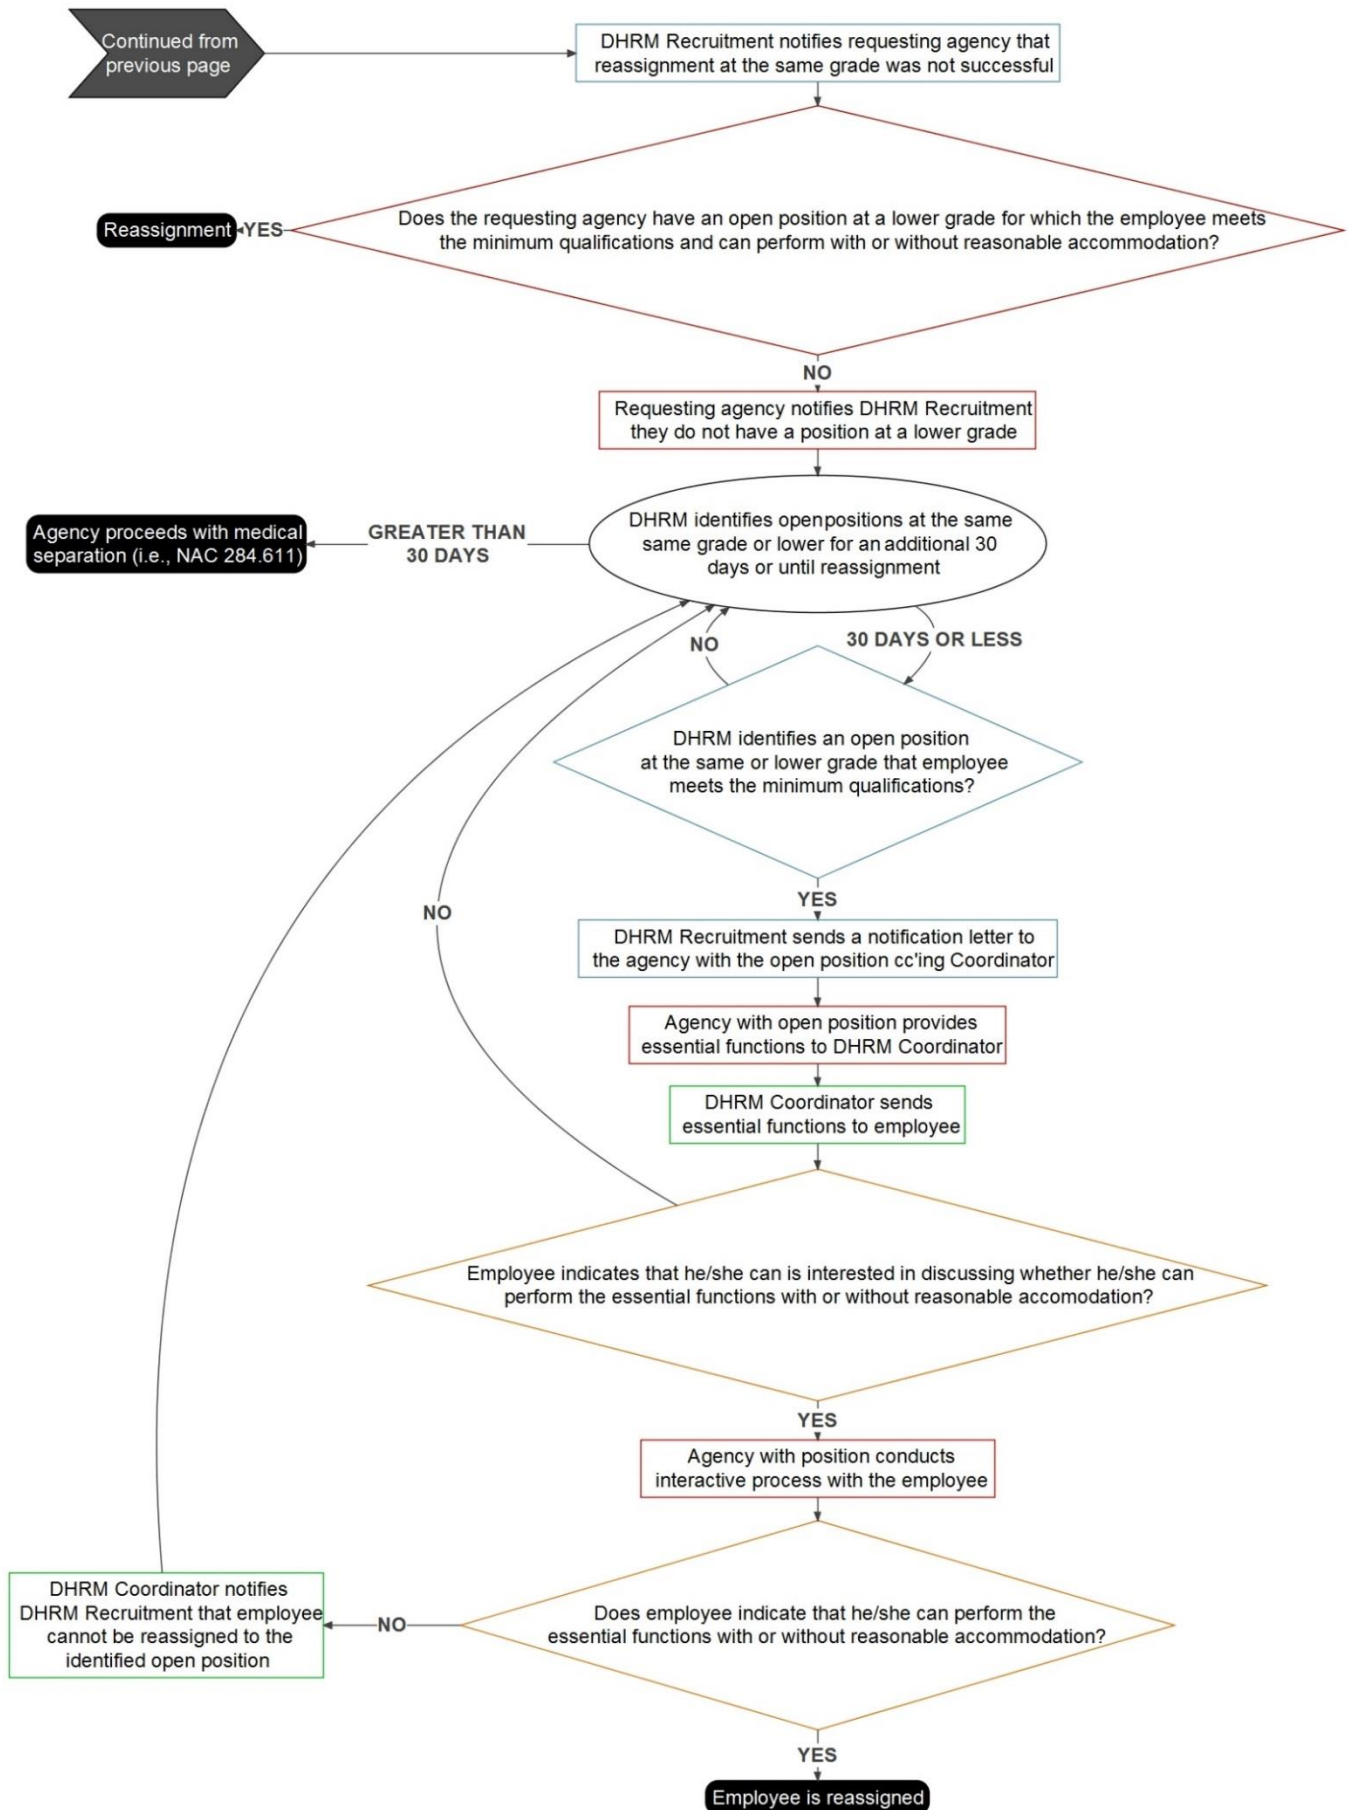 Continued from
previous page
DHRM Recruitment notifies requesting agency that
reassignment at the same grade was not successful
Does the requesting agency have an open position at a lower grade for which the employee meets
the minimum qualifications and can perform with or without reasonable accommodation?
YES
Reassignment
NO
Requesting agency notifies DHRM Recruitment
they do not have a position at a lower grade
DHRM identifies open positions at the same
same grade or lower for an additional 30
days or until reassignment
GREATER THAN
30 DAYS
Agency proceeds with medical
separation (i.e., NAC 284.611)
NO
30 DAYS OR LESS
DHRM identifies an open position
at the same or lower grade that employee
meets the minimum qualifications?
YES
NO
DHRM Recruitment sends a notification letter to
the agency with the open position cc'ing Coordinator
Agency with open position provides
essential functions to DHRM Coordinator
DHRM Coordinator sends
essential functions to employee
Employee indicates that he/she can is interested in discussing whether he/she can
perform the essential functions with or without reasonable accomodation?
YES
Agency with position conducts
interactive process with the employee
Does employee indicate that he/she can perform the
essential functions with or without reasonable accommodation?
NO
DHRM Coordinator notifies
DHRM Recruitment that employee
cannot be reassigned to the
identified open position
YES
Employee is reassigned